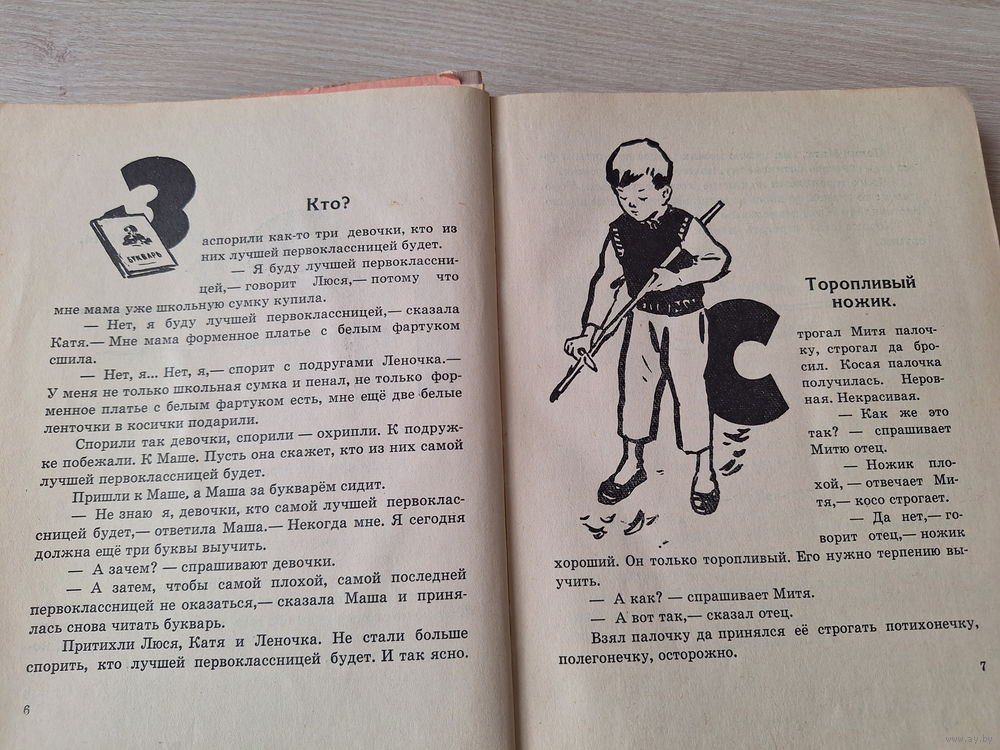 Кто?
БУКВАРЬ
Заспорили как-то три девочки, кто из
них лучшей первоклассницей будет.
— Я буду лучшей первоклассни-
цей,— говорит Люся,— потому что
мне мама уже школьную сумку купила.
— Нет, я буду лучшей первоклассницей,— сказала
Катя.— Мне мама форменное платье с белым фартуком
сшила.
— Нет, я... Нет, я,— спорит с подругами Леночка.—
У меня не только школьная сумка и пенал, не только фор-
менное платье с белым фартуком есть, мне ещё две белые
ленточки в косички подарили.
Спорили так девочки, спорили — охрипли. К подруж-
ке побежали. К Маше. Пусть она скажет, кто из них самой
лучшей первоклассницей будет.
Пришли к Маше, а Маша за букварём сидит.
— Не знаю я, девочки, кто самой лучшей первоклас-
сницей будет,— ответила Маша.— Некогда мне. Я сегодня
должна ещё три буквы выучить.
— А зачем? — спрашивают девочки.
— А затем, чтобы самой плохой, самой последней
первоклассницей не оказаться,— сказала Маша и приня-
лась снова читать букварь.
Притихли Люся, Катя и Леночка. Не стали больше
спорить, кто лучшей первоклассницей будет. И так ясно.
6
Торопливый
ножик.
Строгал Митя палоч-
ку, строгал да бро-
сил. Косая палочка
получилась. Неров-
ная. Некрасивая.
— Как же это
так? — спрашивает
Митю отец.
— Ножик пло-
хой,— отвечает Ми-
тя,— косо строгает.
— Да нет,— го-
ворит отец,— ножик
хороший. Он только торопливый. Его нужно терпению вы-
учить.
— А как? — спрашивает Митя.
— А вот так,— сказал отец.
Взял палочку да принялся её строгать потихонечку,
полегонечку, осторожно.
7
www.ay.by